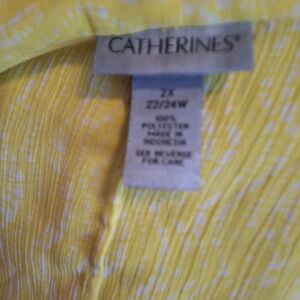 CATHERINES®
2X
22/24W
100%
POLYESTER
MADE IN
INDONESIA
SEE REVERSE
FOR CARE